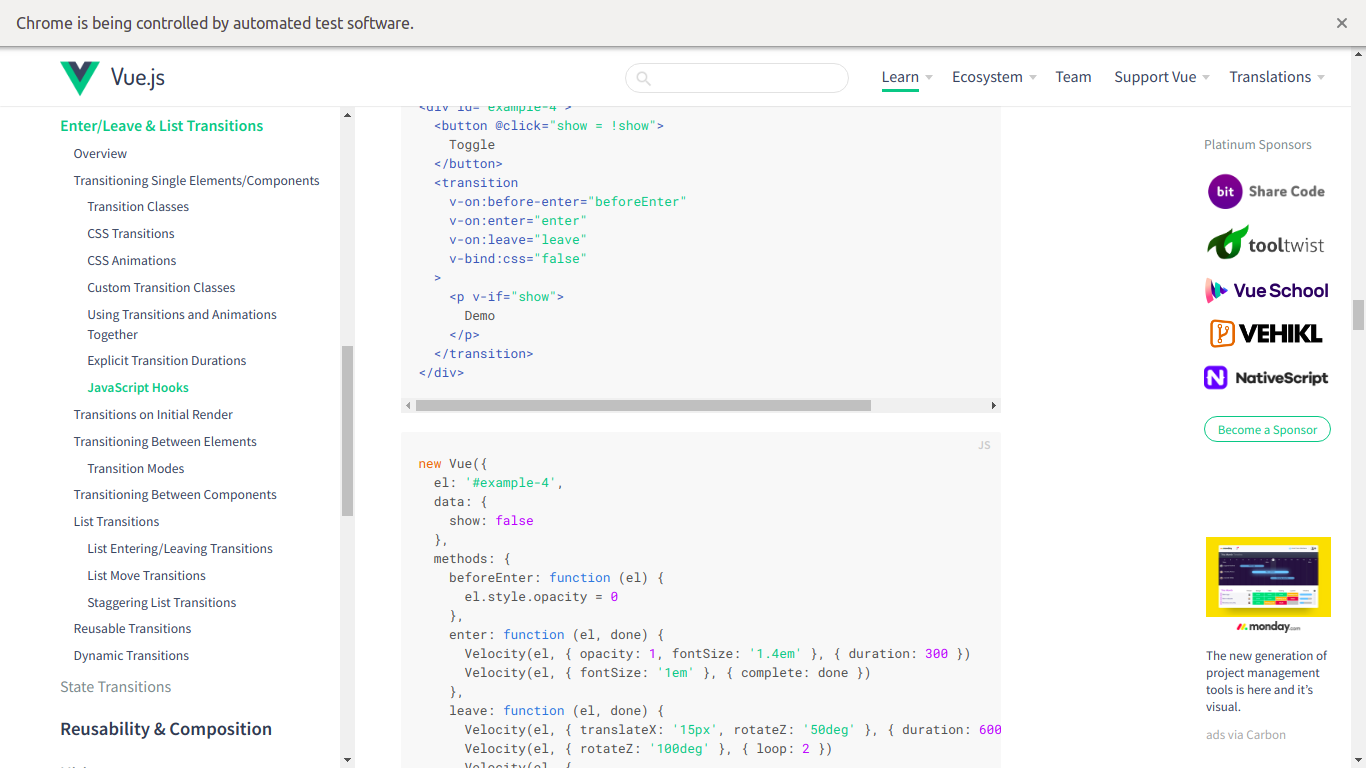 Chrome is being controlled by automated test software.
Vue.js
Learn
Ecosystem
Team
Support Vue
Translations
Enter/Leave & List Transitions
Overview
Transitioning Single Elements/Components
Transition Classes
CSS Transitions
CSS Animations
Custom Transition Classes
Using Transitions and Animations
Together
Explicit Transition Durations
JavaScript Hooks
Transitions on Initial Render
Transitioning Between Elements
Transition Modes
Transitioning Between Components
List Transitions
List Entering/Leaving Transitions
List Move Transitions
Staggering List Transitions
Reusable Transitions
Dynamic Transitions
State Transitions
Reusability & Composition
<div id="example-4">
<button @click="show = !show">
Toggle
</button>
<transition
v-on:before-enter="beforeEnter"
v-on:enter="enter"
v-on:leave="leave"
v-bind:css="false"
>
<p v-if="show">
Demo
</p>
</transition>
</div>
JS
new Vue({
el: '#example-4',
data: {
show: false
},
methods: {
beforeEnter: function (el) {
el.style.opacity = 0
},
enter: function (el, done) {
Velocity(el, { opacity: 1, fontSize: '1.4em' }, { duration: 300 })
Velocity(el, { fontSize: '1em' }, { complete: done })
},
leave: function (el, done) {
Velocity(el, { translateX: '15px', rotateZ: '50deg' }, { duration: 600
Velocity(el, { rotateZ: '100deg' }, { loop: 2 })
Velocity(el, {
Platinum Sponsors
bit Share Code
tooltwist
Vue School
VEHIKL
NativeScript
Become a Sponsor
monday.com
The new generation of
project management
tools is here and it's
visual.
ads via Carbon